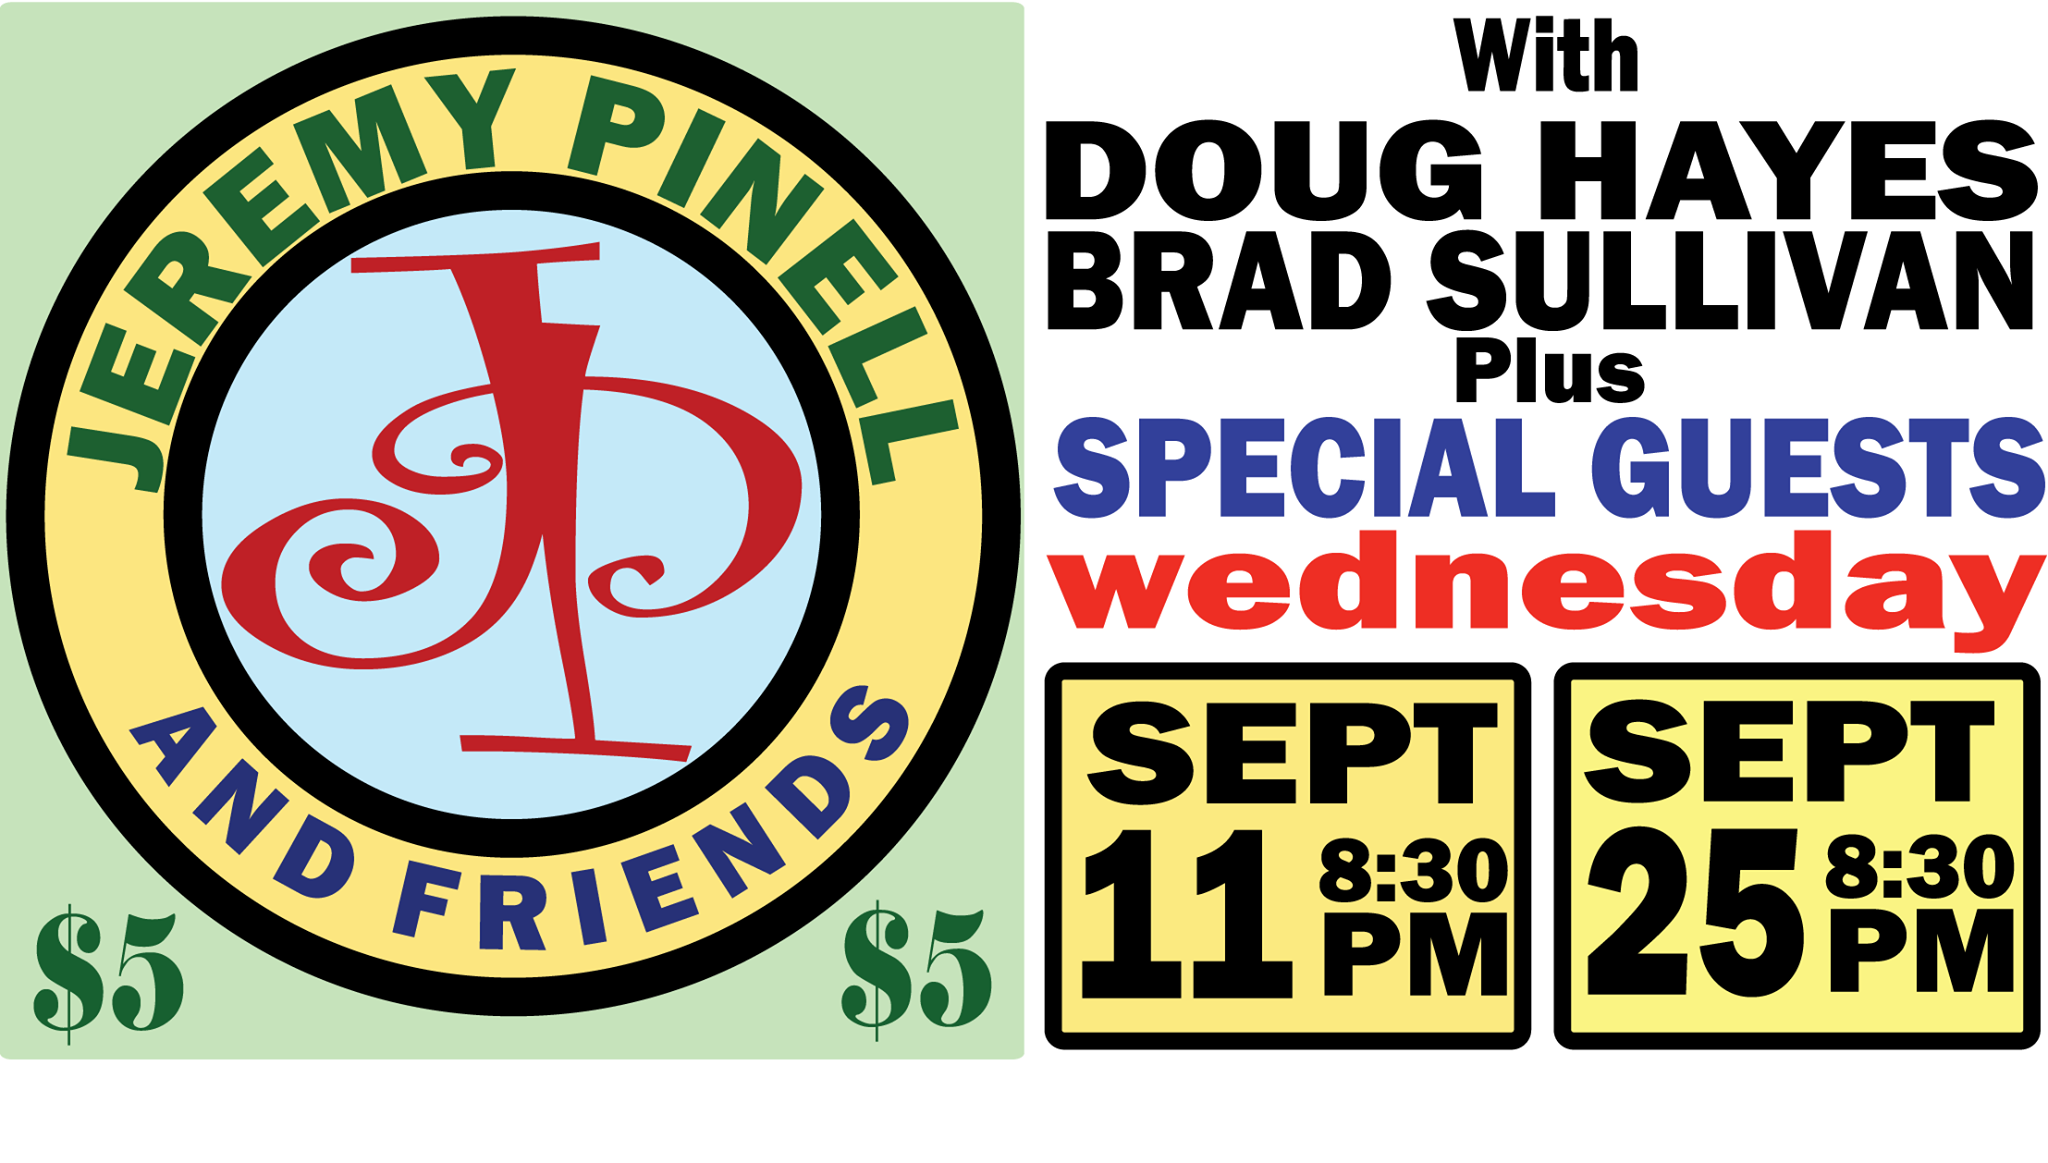 JEREMY PINELL
JP
AND FRIENDS
$5
$5
With
DOUG HAYES
BRAD SULLIVAN
Plus
SPECIAL GUESTS
wednesday
SEPT
11 8:30
PM
SEPT
25 8:30
PM